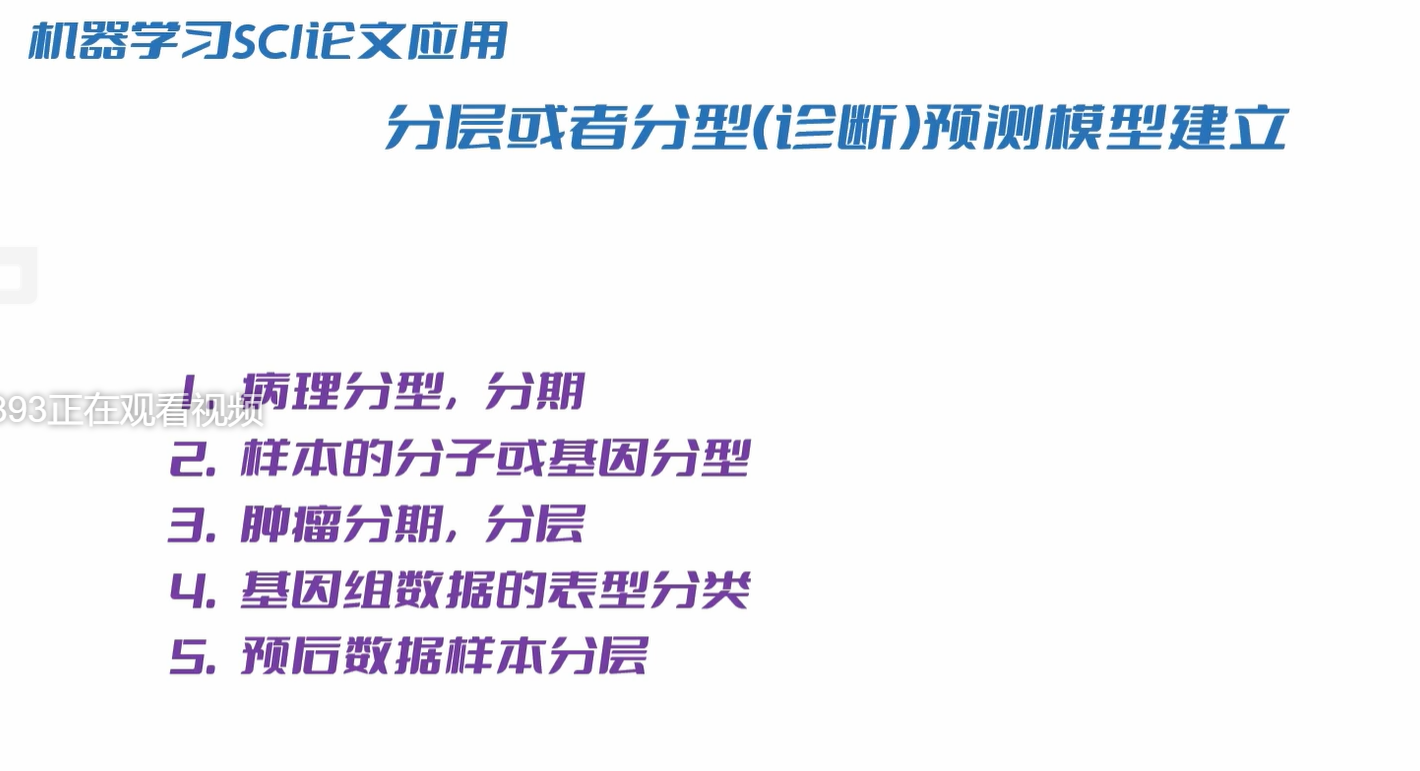 机器学习SCI论文应用
分层或者分型(诊断)预测模型建立
1. 病理分型, 分期
393正在观看视频
2. 样本的分子或基因分型
3. 肿瘤分期, 分层
4. 基因组数据的表型分类
5. 预后数据样本分层